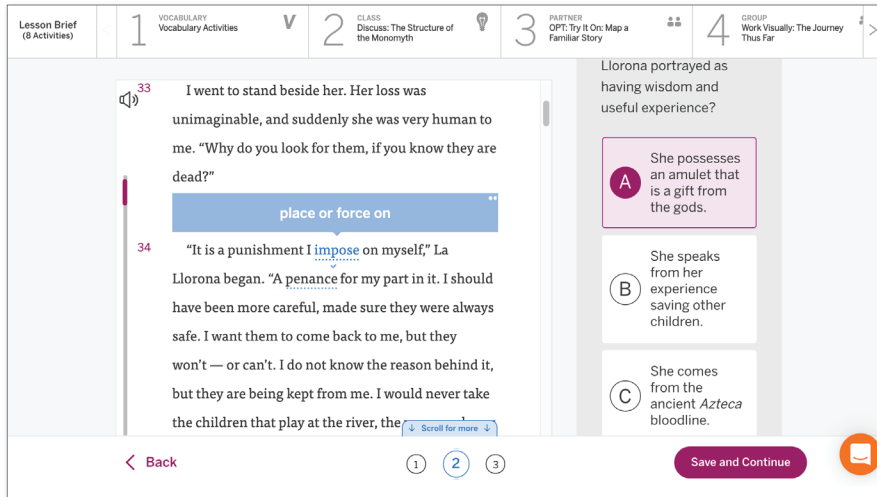 Lesson Brief
(8 Activities)
1
VOCABULARY
Vocabulary Activities
V
2
CLASS
Discuss: The Structure of
the Monomyth
3
PARTNER
OPT: Try It On: Map a
Familiar Story
4
GROUP
Work Visually: The Journey
Thus Far
33
I went to stand beside her. Her loss was
unimaginable, and suddenly she was very human to
me. “Why do you look for them, if you know they are
dead?”
place or force on
34
“It is a punishment I impose on myself,” La
Llorona began. “A penance for my part in it. I should
have been more careful, made sure they were always
safe. I want them to come back to me, but they
won’t — or can’t. I do not know the reason behind it,
but they are being kept from me. I would never take
the children that play at the river, the
Scroll for more
Llorona portrayed as
having wisdom and
useful experience?
A
She possesses
an amulet that
is a gift from
the gods.
B
She speaks
from her
experience
saving other
children.
C
She comes
from the
ancient Azteca
bloodline.
Back
1
2
3
Save and Continue